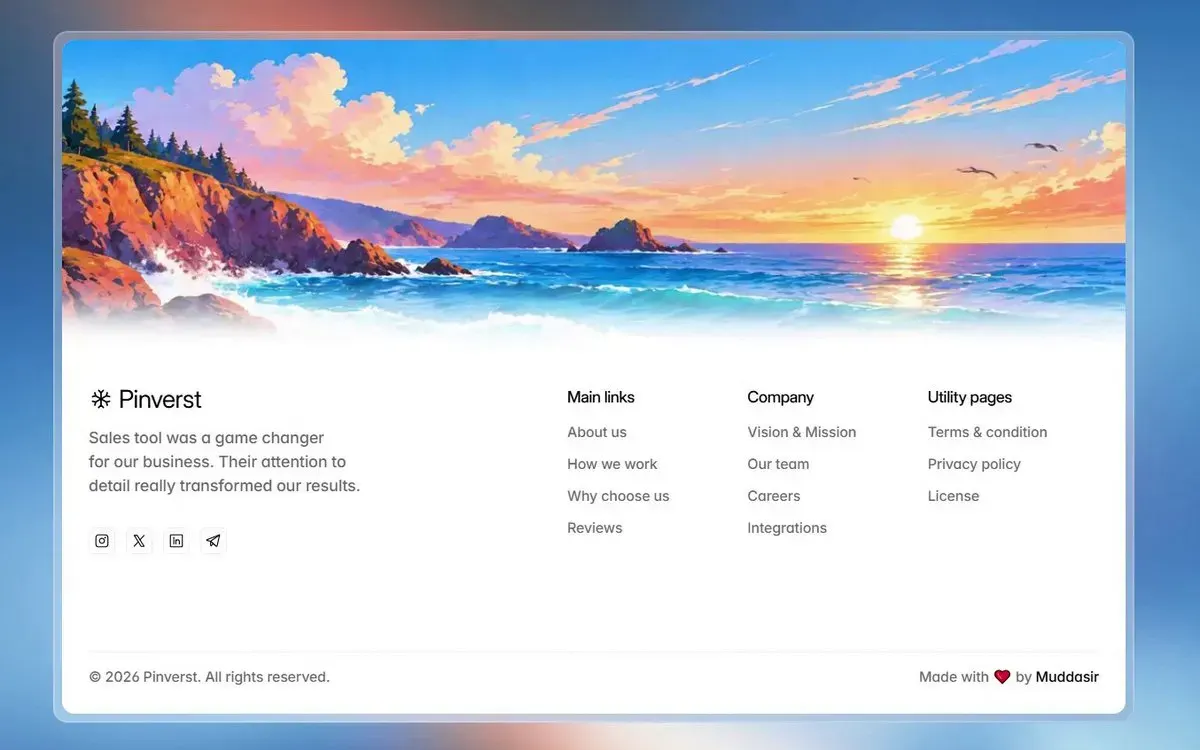 Pinverst
Sales tool was a game changer
for our business. Their attention to
detail really transformed our results.
Main links
About us
How we work
Why choose us
Reviews
Company
Vision & Mission
Our team
Careers
Integrations
Utility pages
Terms & condition
Privacy policy
License
© 2026 Pinverst. All rights reserved.
Made with ❤️ by Muddasir